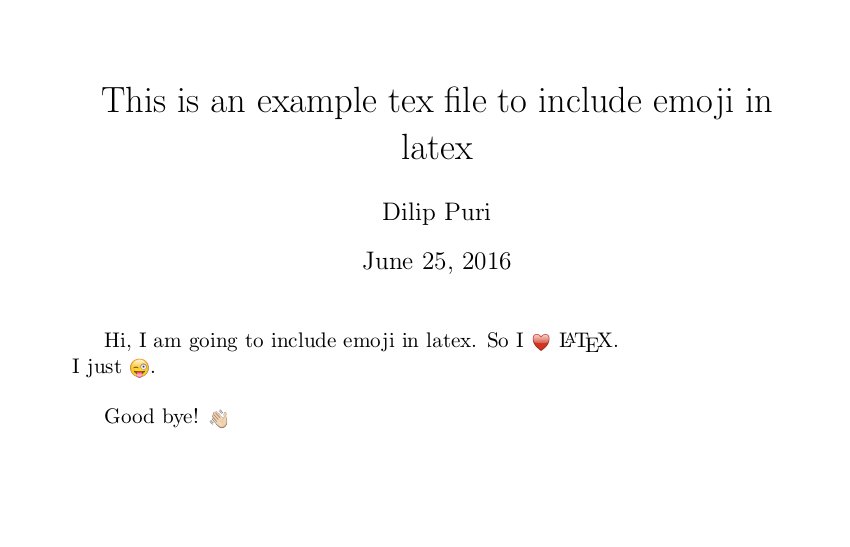 This is an example tex file to include emoji in
latex
Dilip Puri
June 25, 2016
Hi, I am going to include emoji in latex. So I ❤️ LATEX.
I just 😜.
Good bye! 👋🏻